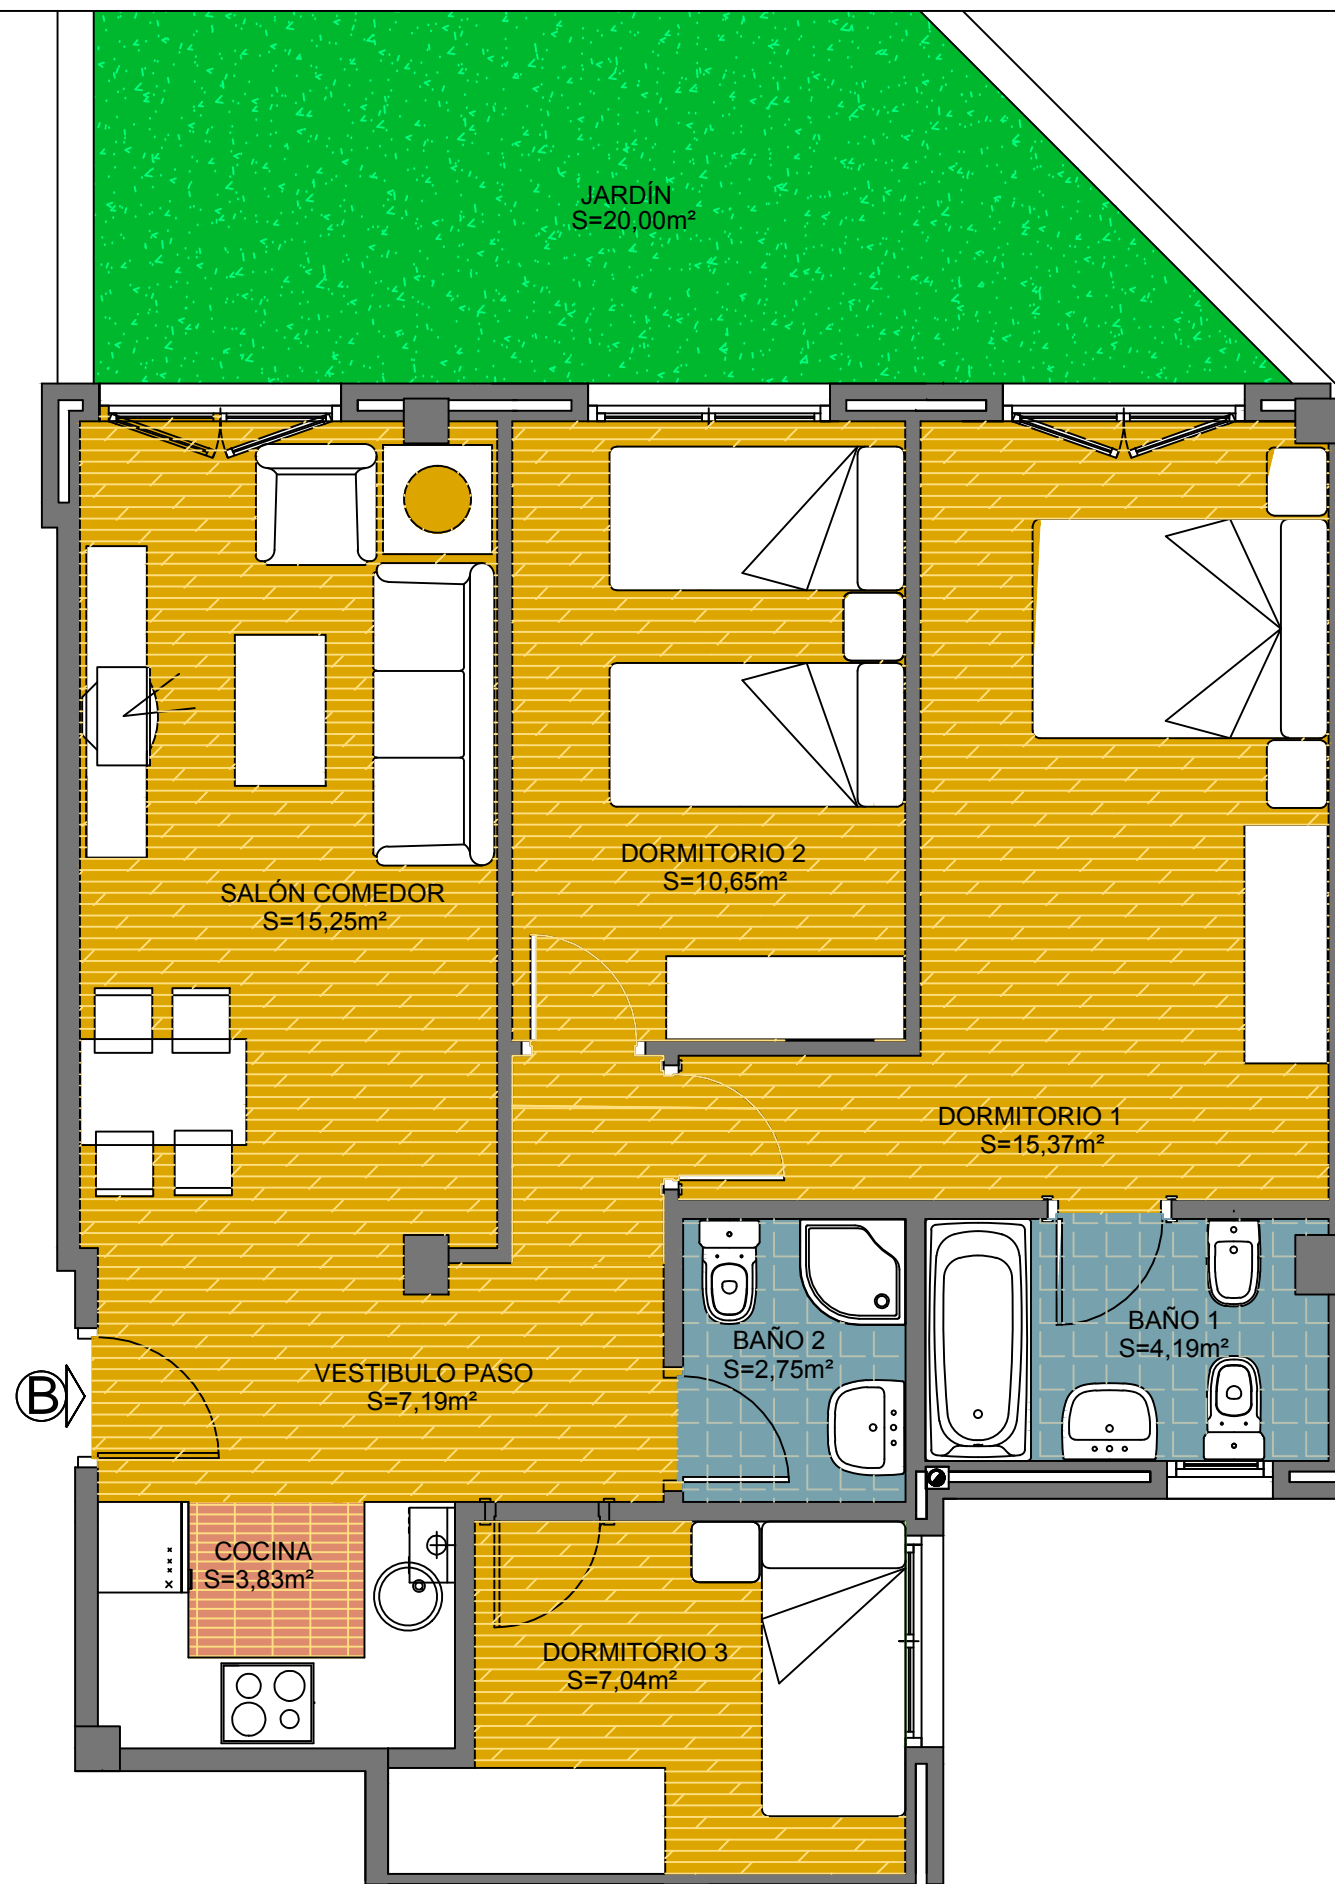 JARDÍN
S=20,00m²
DORMITORIO 2
S=10,65m²
SALÓN COMEDOR
S=15,25m²
DORMITORIO 1
S=15,37m²
BAÑO 1
S=4,19m²
BAÑO 2
S=2,75m²
VESTIBULO PASO
S=7,19m²
B
COCINA
S=3,83m²
DORMITORIO 3
S=7,04m²